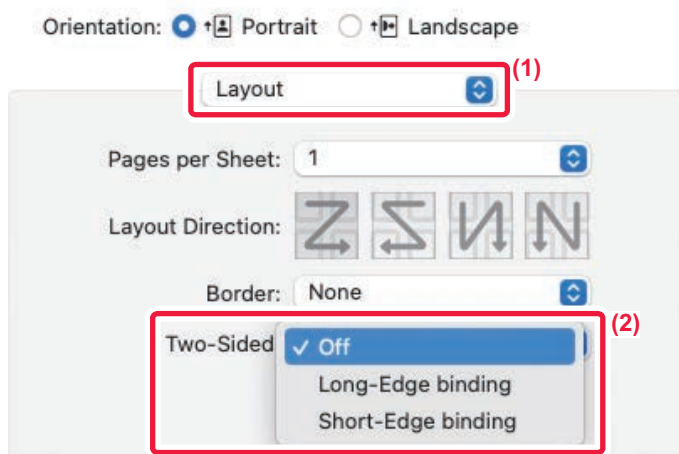 Orientation: Portrait Landscape
(1)
Layout
Pages per Sheet: 1
Layout Direction:
Border: None
(2)
Two-Sided ✓ Off
Long-Edge binding
Short-Edge binding